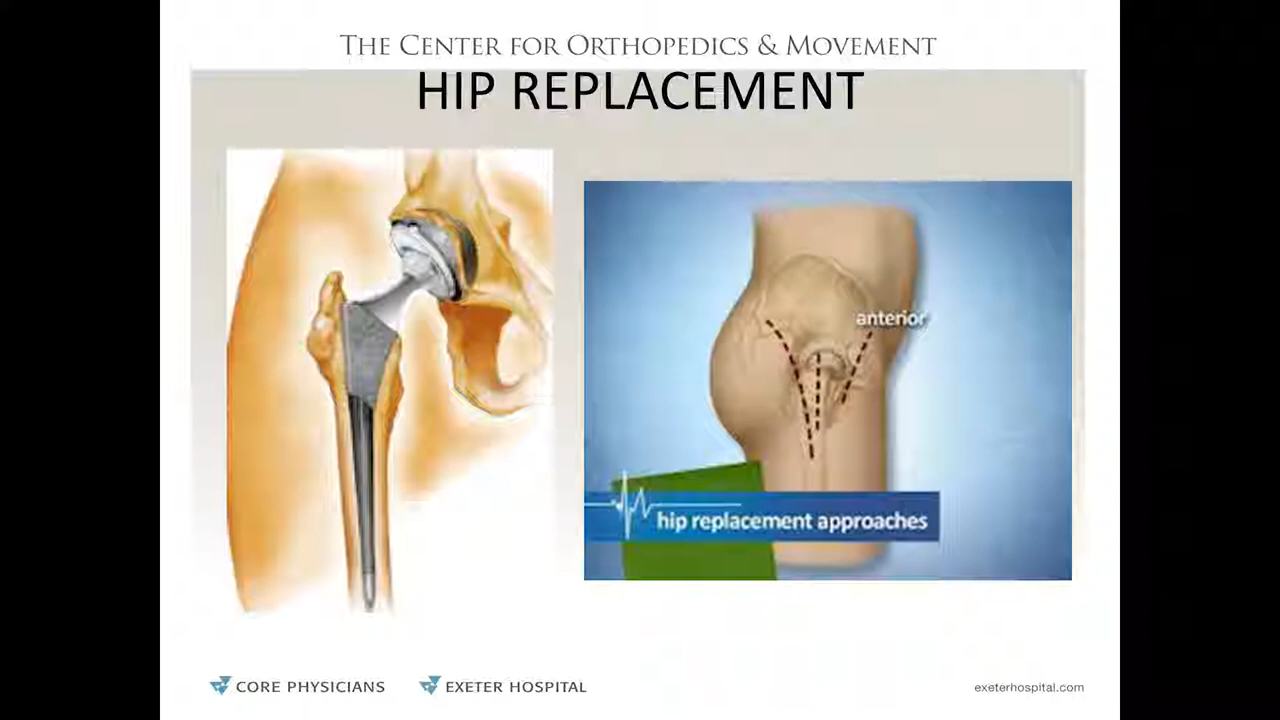 THE CENTER FOR ORTHOPEDICS & MOVEMENT
HIP REPLACEMENT
anterior
hip replacement approaches
CORE PHYSICIANS
EXETER HOSPITAL
exeterhospital.com